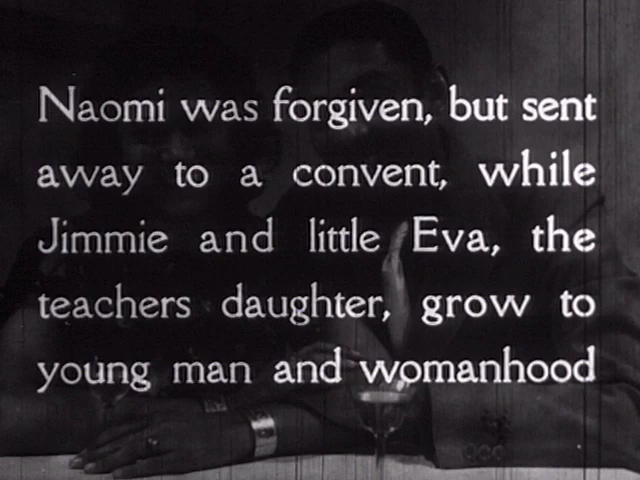 Naomi was forgiven, but sent
away to a convent, while
Jimmie and little Eva, the
teachers daughter, grow to
young man and womanhood